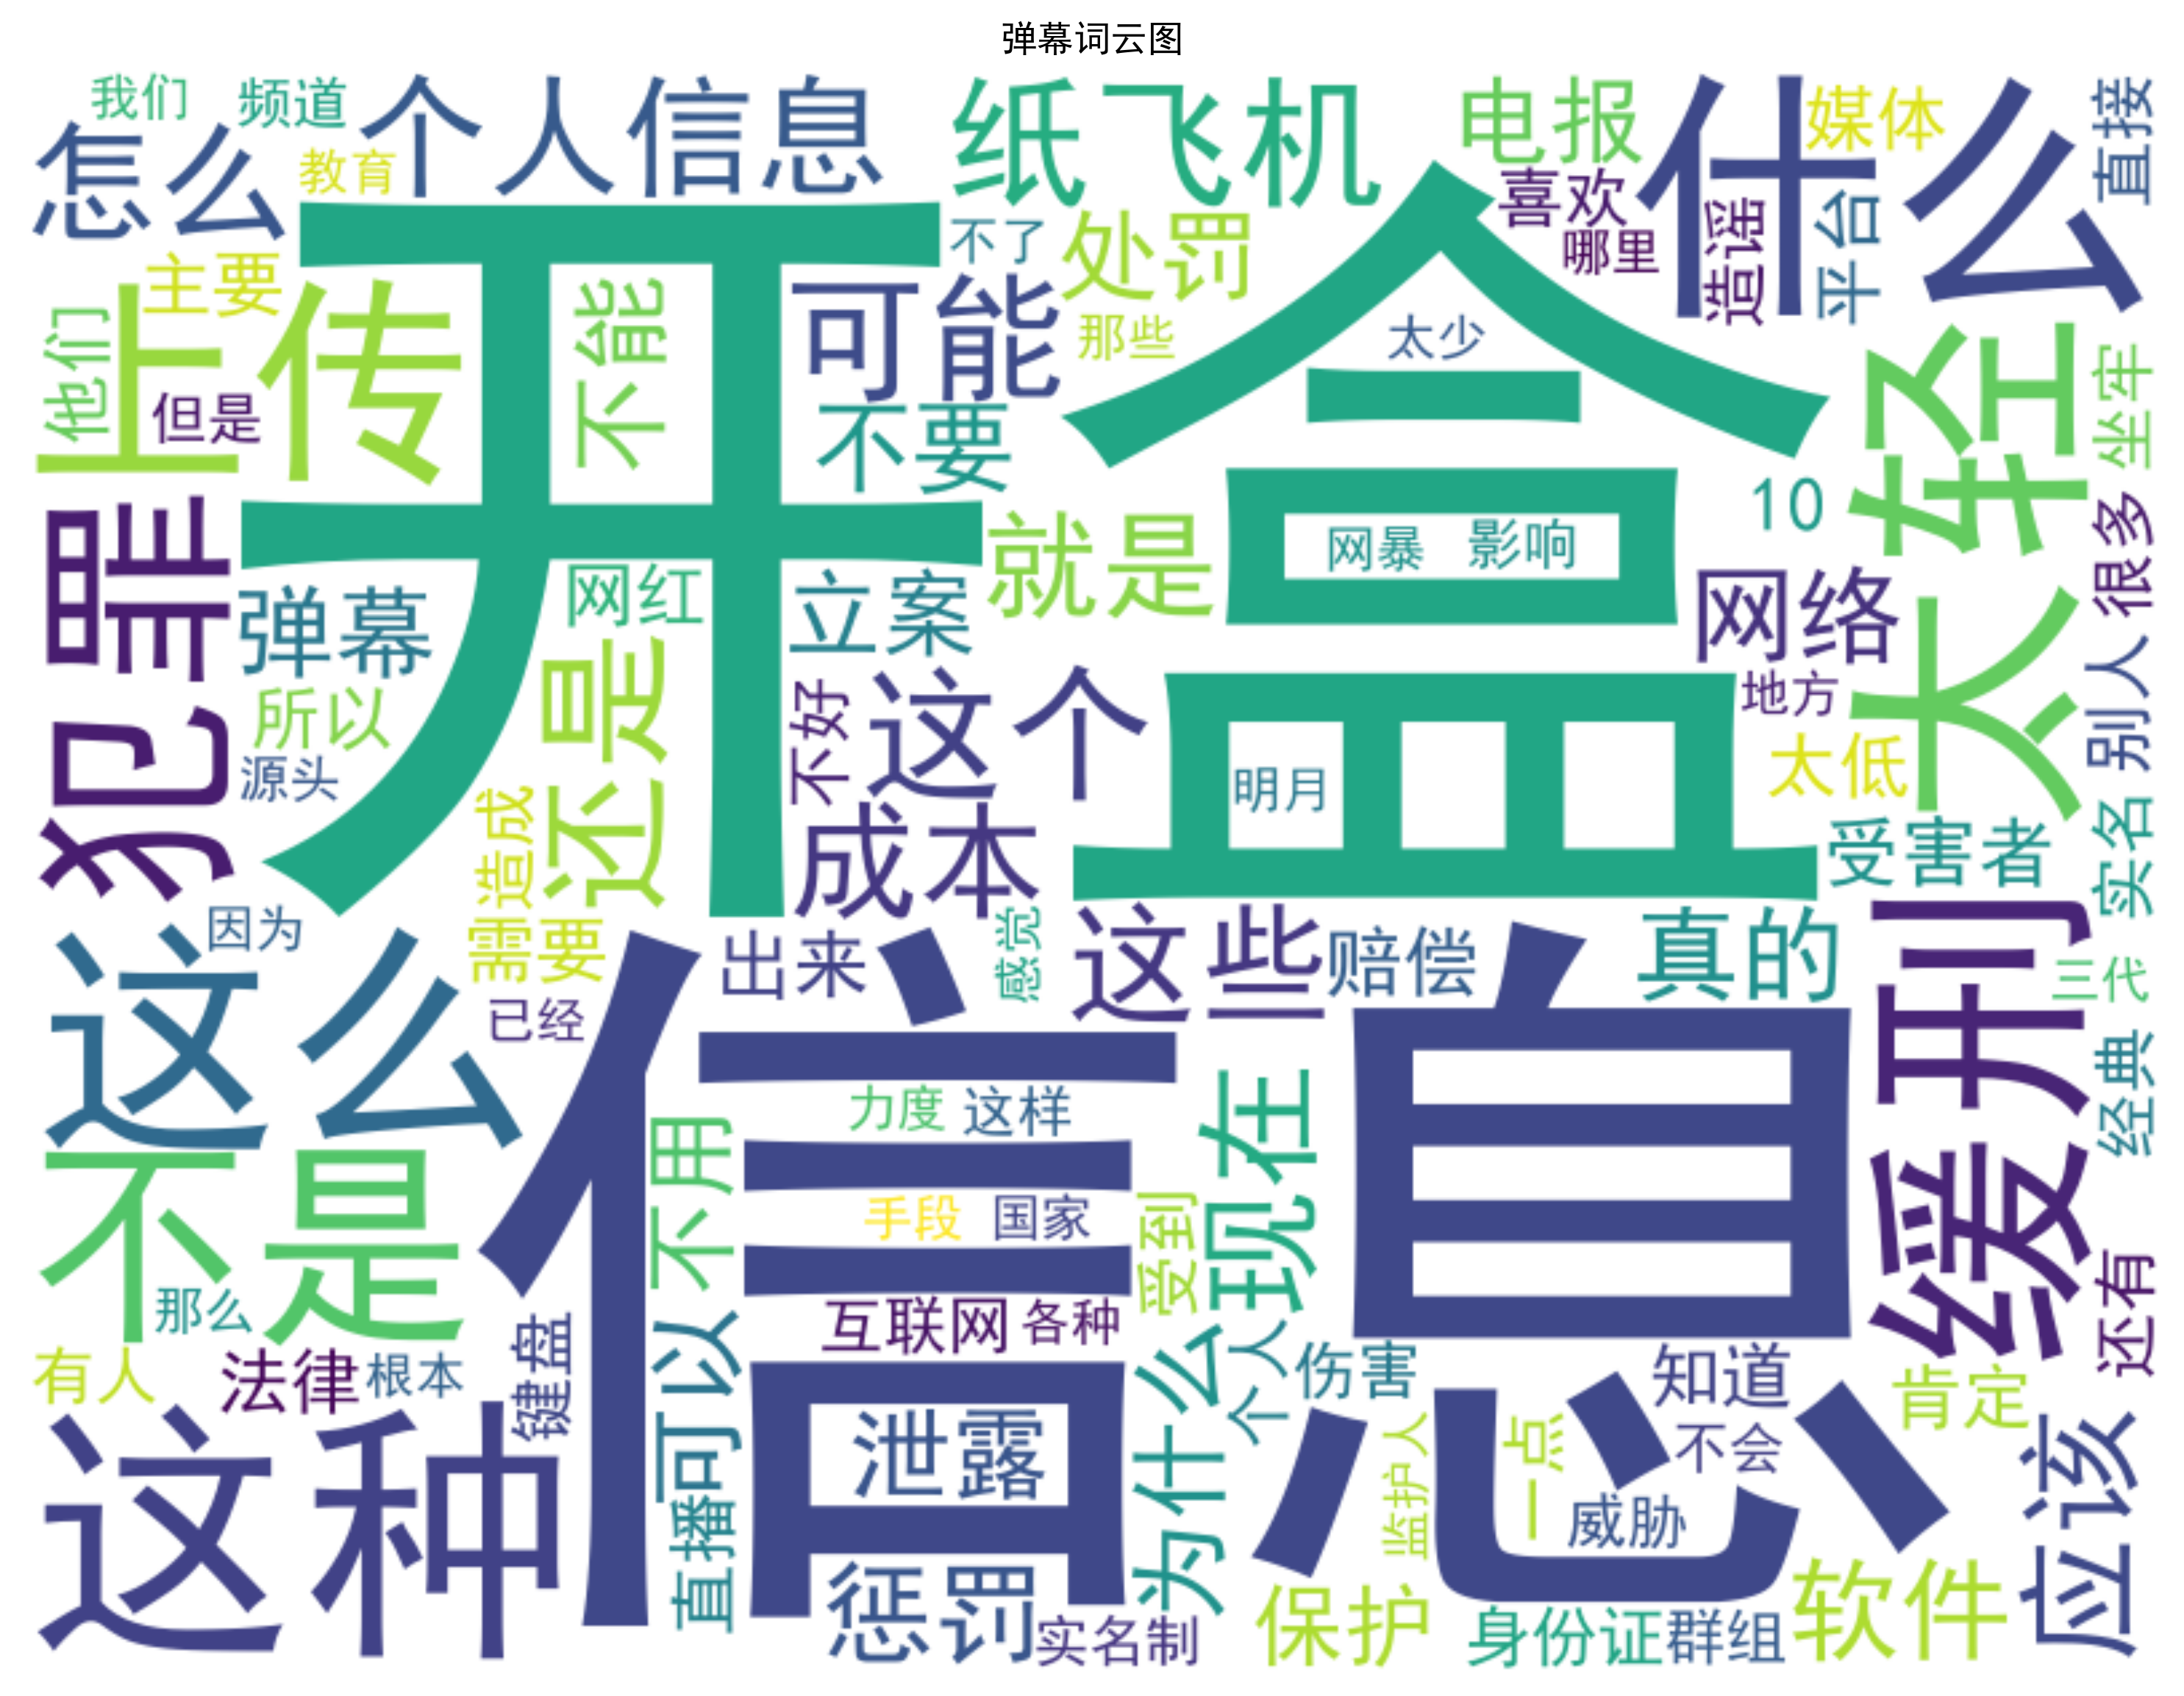 弹幕词云图
我们 频道 个人信息 纸飞机 电报 什么 媒体 直接
怎么 教育 喜欢 哪里 造谣 平台
主要 开盒 不了 处罚
上传 不能 可能 那些 太少
他们 但是 不要 太轻 坐牢
犯罪 就是 网暴 影响 10 很多
弹幕 网红 立案 网络
所以 还是 不好 这个 地方 别人
源头 明月 太低
造成 成本 受害者 实名
这么 因为 需要 出来 感觉 这些 赔偿 真的 缓刑 三代
已经 信息 经典
不是 不用 力度 这样 现在
手段 国家 受到
那么 互联网 各种 还有
有人 法律 根本 键盘 可以 为什么 个人 伤害 知道 肯定
这种 泄露 监护人 一点 不会 应该
直播 威胁
惩罚 实名制 保护 身份证 群组 软件